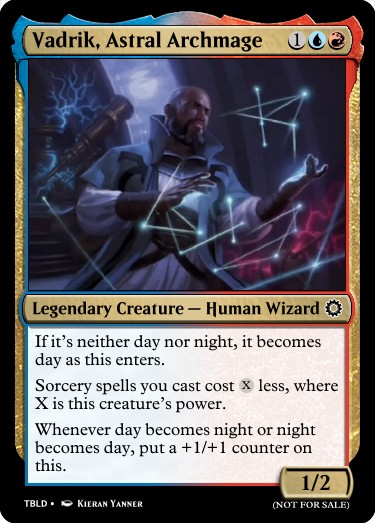 Vadrik, Astral Archmage 1
Legendary Creature — Human Wizard
If it's neither day nor night, it becomes
day as this enters.
Sorcery spells you cast cost X less, where
X is this creature's power.
Whenever day becomes night or night
becomes day, put a +1/+1 counter on
this.
1/2
TBLD • Kieran Yanner
(NOT FOR SALE)